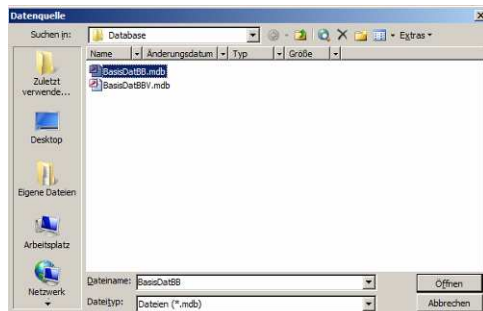 Datenquelle
Suchen in: Database Extras
Name Änderungsdatum Typ Größe
BasisDatBB.mdb
BasisDatBBV.mdb
Zuletzt
verwende...
Desktop
Eigene Dateien
Arbeitsplatz
Netzwerk
Dateiname: BasisDatBB Öffnen
Dateityp: Dateien (*.mdb) Abbrechen